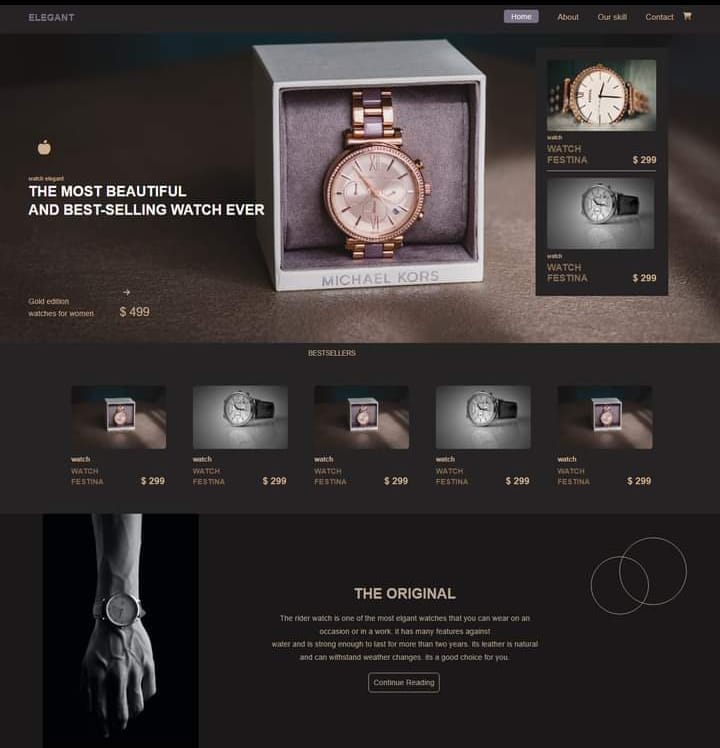 ELEGANT
Home
About
Our skill
Contact
watch elegant
THE MOST BEAUTIFUL
AND BEST-SELLING WATCH EVER
Gold edition
watches for women
$ 499
MICHAEL KORS
watch
WATCH
FESTINA
$ 299
watch
WATCH
FESTINA
$ 299
BESTSELLERS
watch
WATCH
FESTINA
$ 299
watch
WATCH
FESTINA
$ 299
watch
WATCH
FESTINA
$ 299
watch
WATCH
FESTINA
$ 299
watch
WATCH
FESTINA
$ 299
THE ORIGINAL
The rider watch is one of the most elgant watches that you can wear on an
occasion or in a work. it has many features against
water and is strong enough to last for more than two years. its leather is natural
and can withstand weather changes. its a good choice for you.
Continue Reading